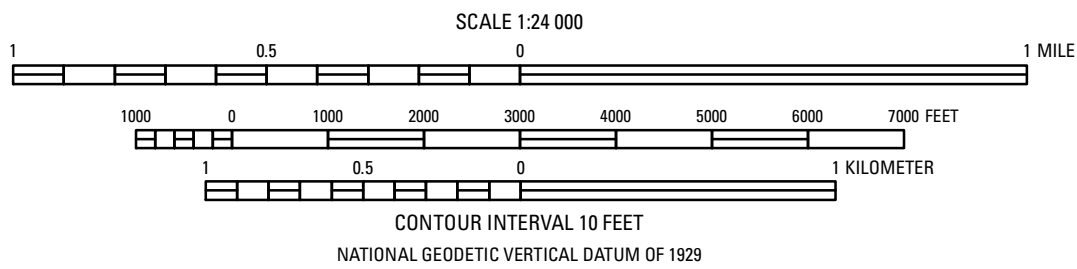 SCALE 1:24 000
1 0.5 0 1 MILE
1000 0 1000 2000 3000 4000 5000 6000 7000 FEET
1 0.5 0 1 KILOMETER
CONTOUR INTERVAL 10 FEET
NATIONAL GEODETIC VERTICAL DATUM OF 1929